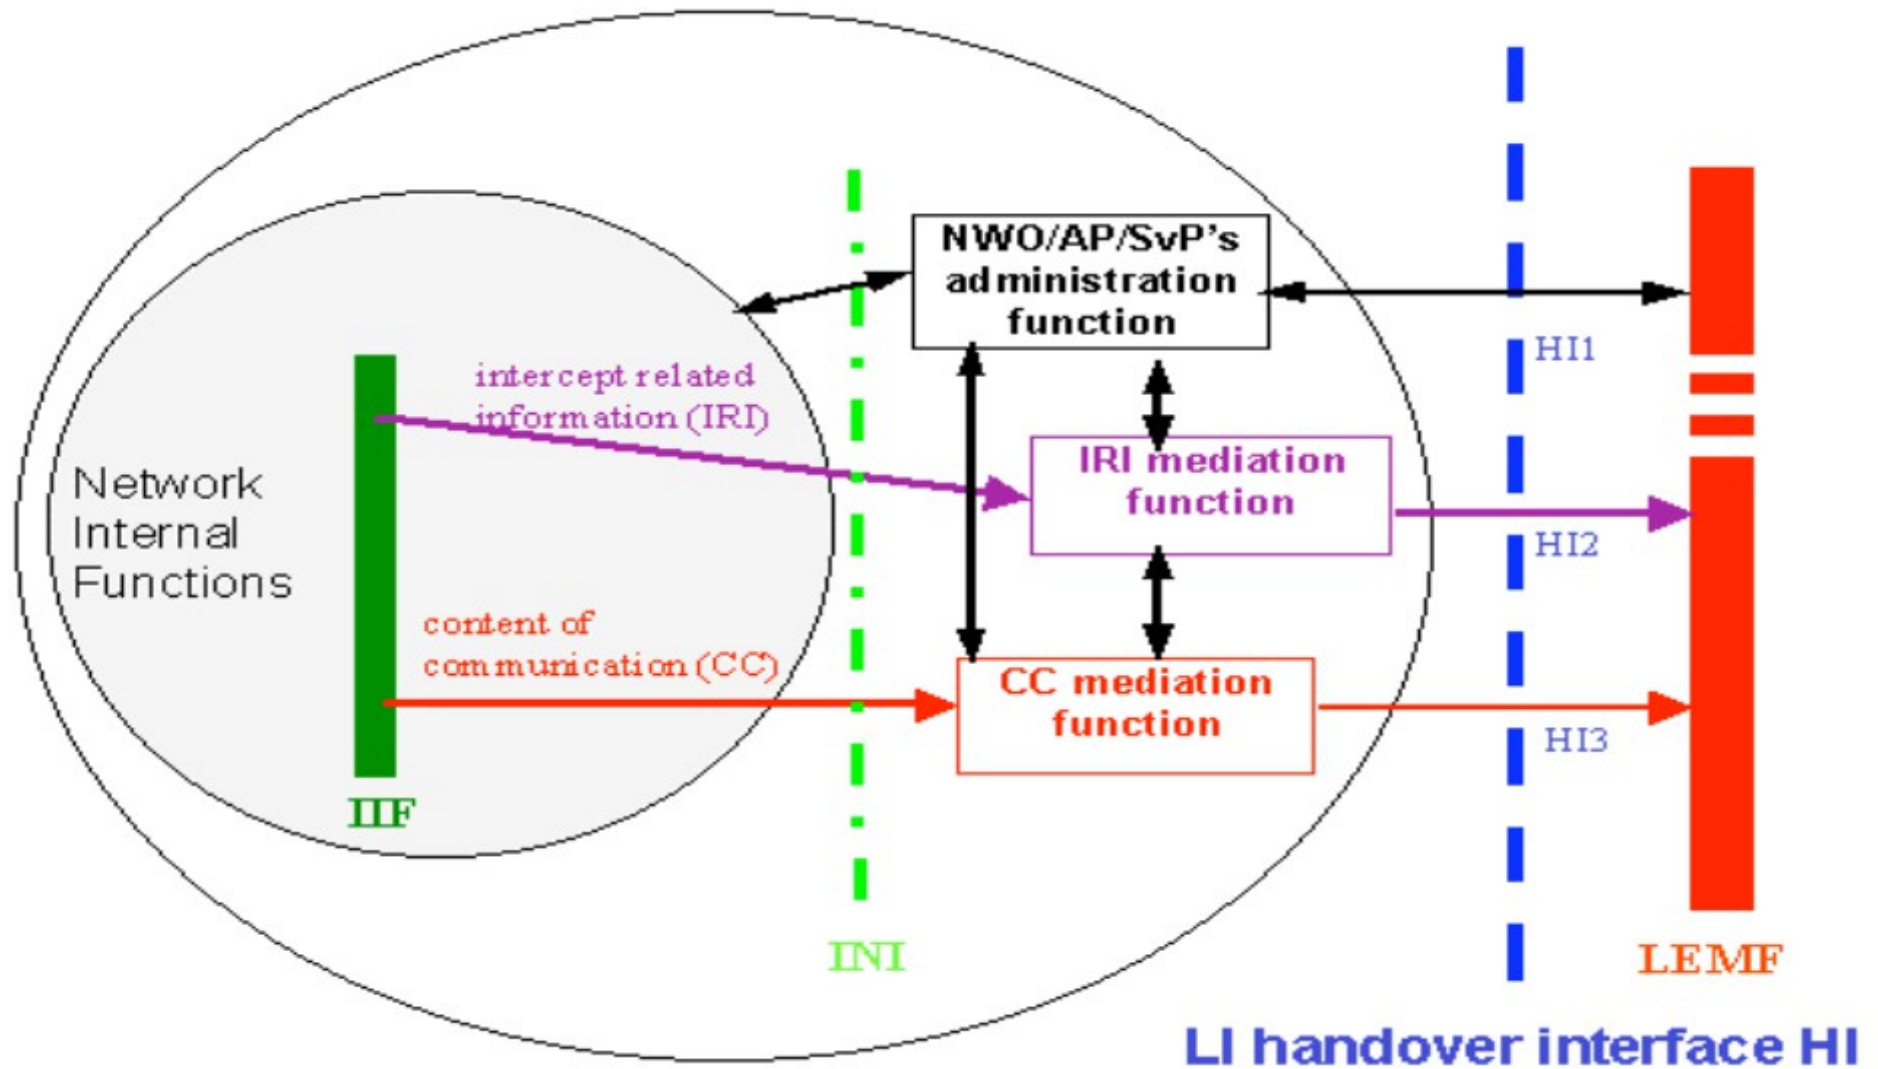 NWO/AP/SvP's
administration
function
HI1
intercept related
information (IRI)
IRI mediation
function
Network
Internal
Functions
HI2
content of
communication (CC)
CC mediation
function
HI3
IIF
INI
LEMF
LI handover interface HI